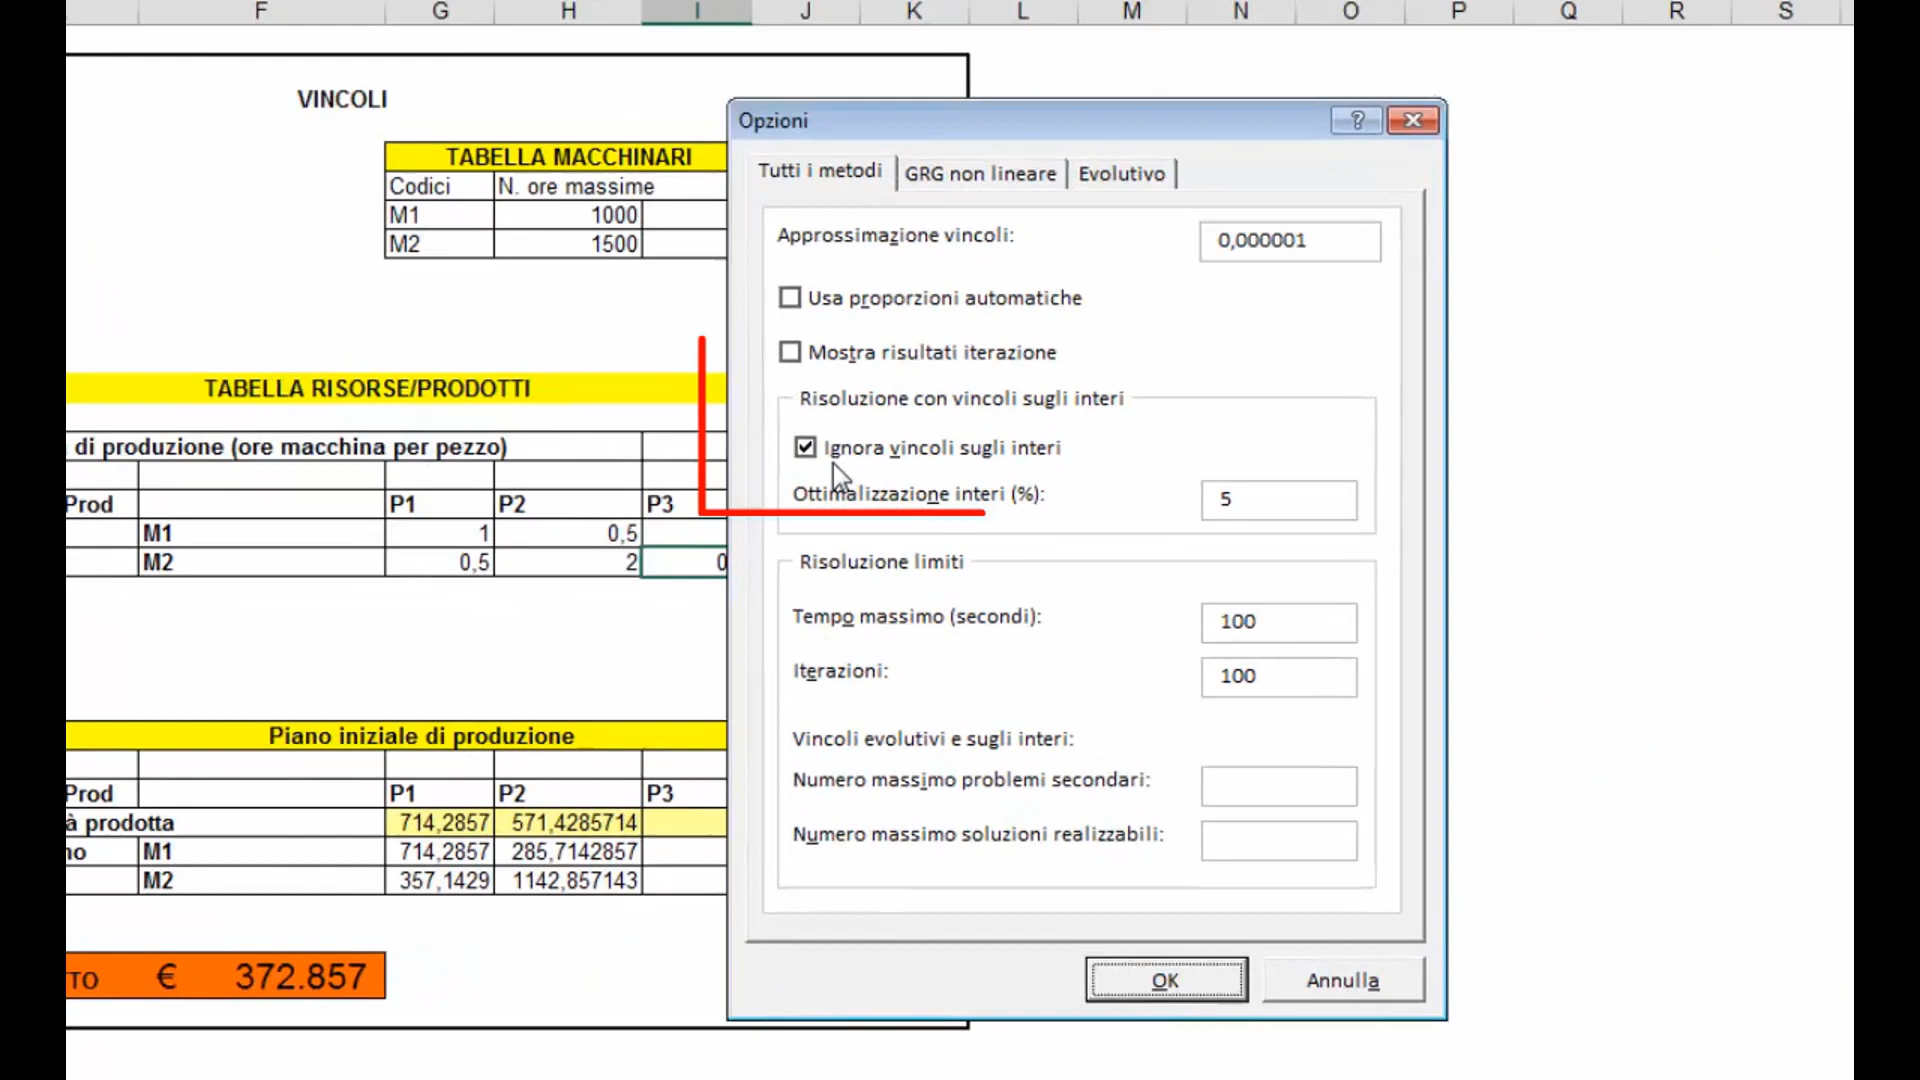 F G H I J K L M N O P Q R S
VINCOLI
TABELLA MACCHINARI
Codici N. ore massime
M1 1000
M2 1500
TABELLA RISORSE/PRODOTTI
di produzione (ore macchina per pezzo)
Prod P1 P2 P3
M1 1 0,5
M2 0,5 2 0
Piano iniziale di produzione
Prod P1 P2 P3
à prodotta 714,2857 571,4285714
no M1 714,2857 285,7142857
M2 357,1429 1142,857143
TO € 372.857
Opzioni
Tutti i metodi GRG non lineare Evolutivo
Approssimazione vincoli: 0,000001
Usa proporzioni automatiche
Mostra risultati iterazione
Risoluzione con vincoli sugli interi
Ignora vincoli sugli interi
Ottimalizzazione interi (%): 5
Risoluzione limiti
Tempo massimo (secondi): 100
Iterazioni: 100
Vincoli evolutivi e sugli interi:
Numero massimo problemi secondari:
Numero massimo soluzioni realizzabili:
OK Annulla